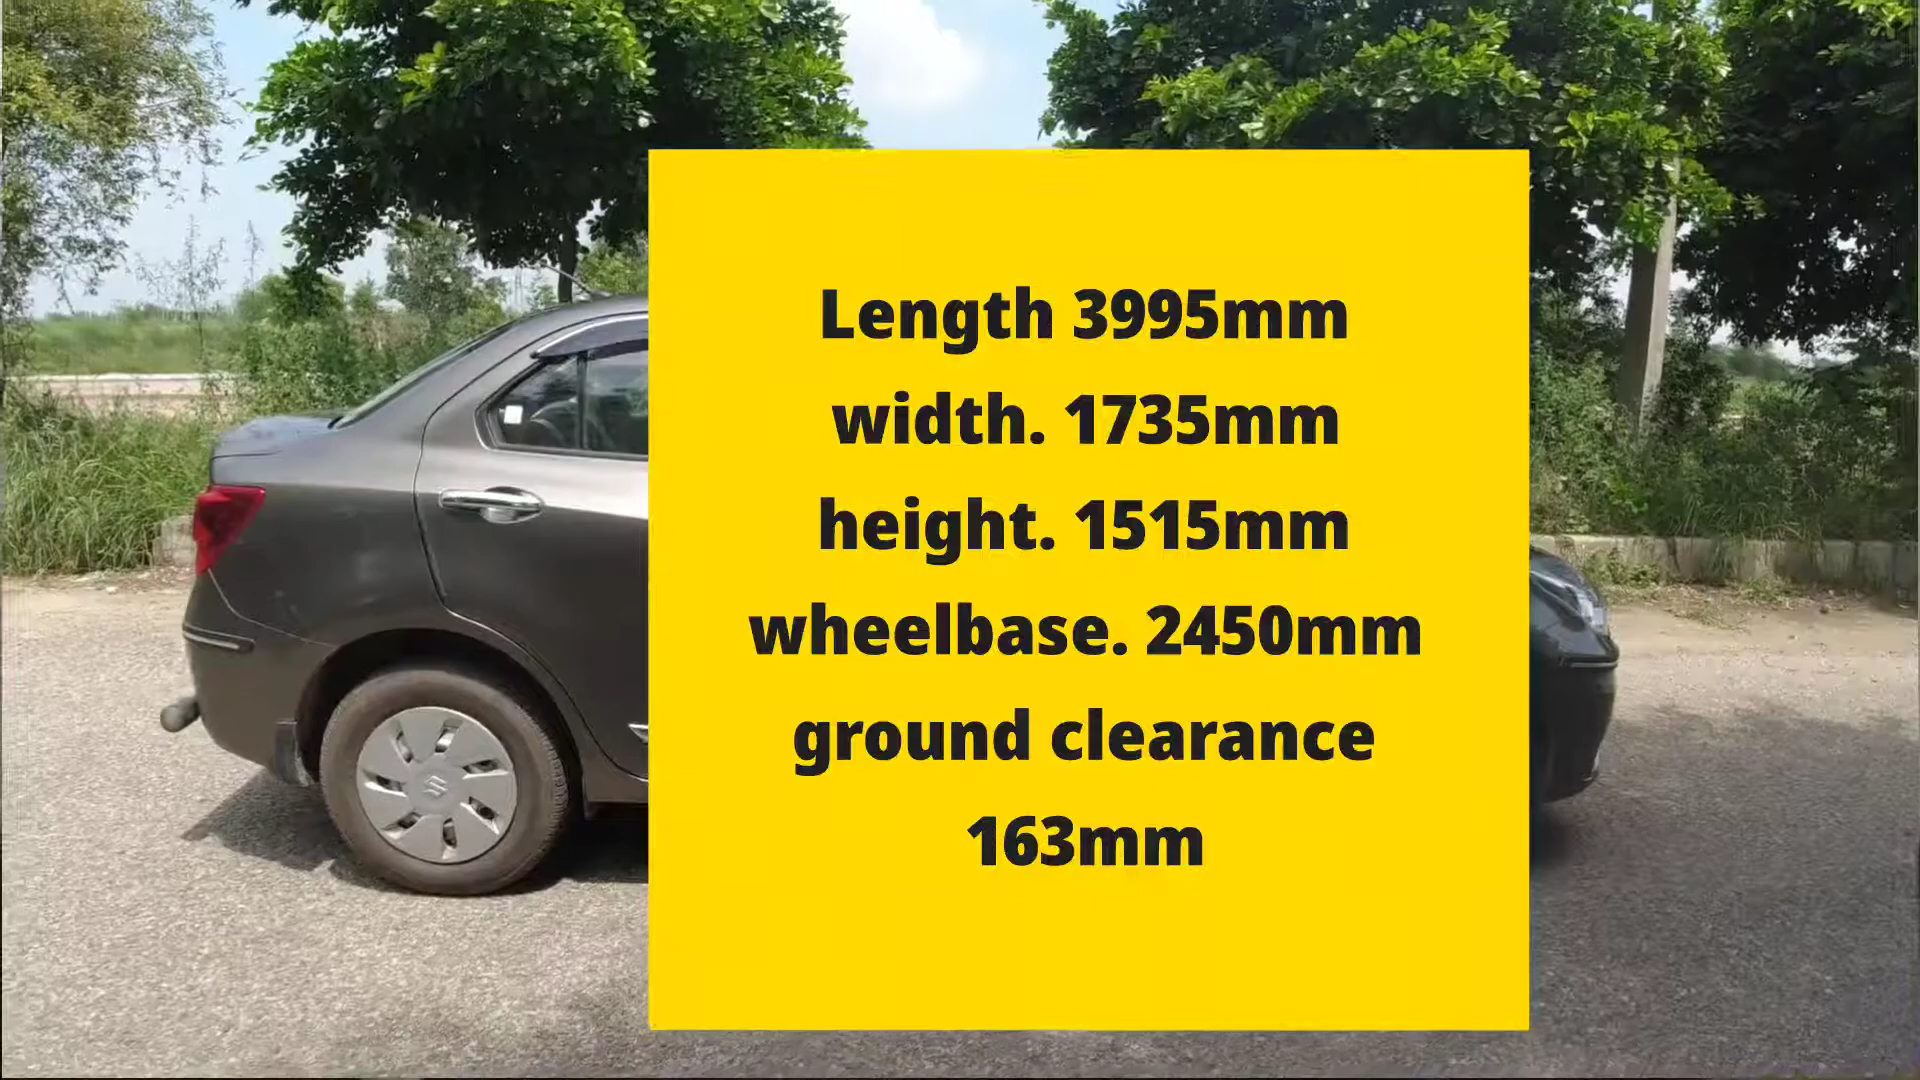 Length 3995mm
width. 1735mm
height. 1515mm
wheelbase. 2450mm
ground clearance
163mm